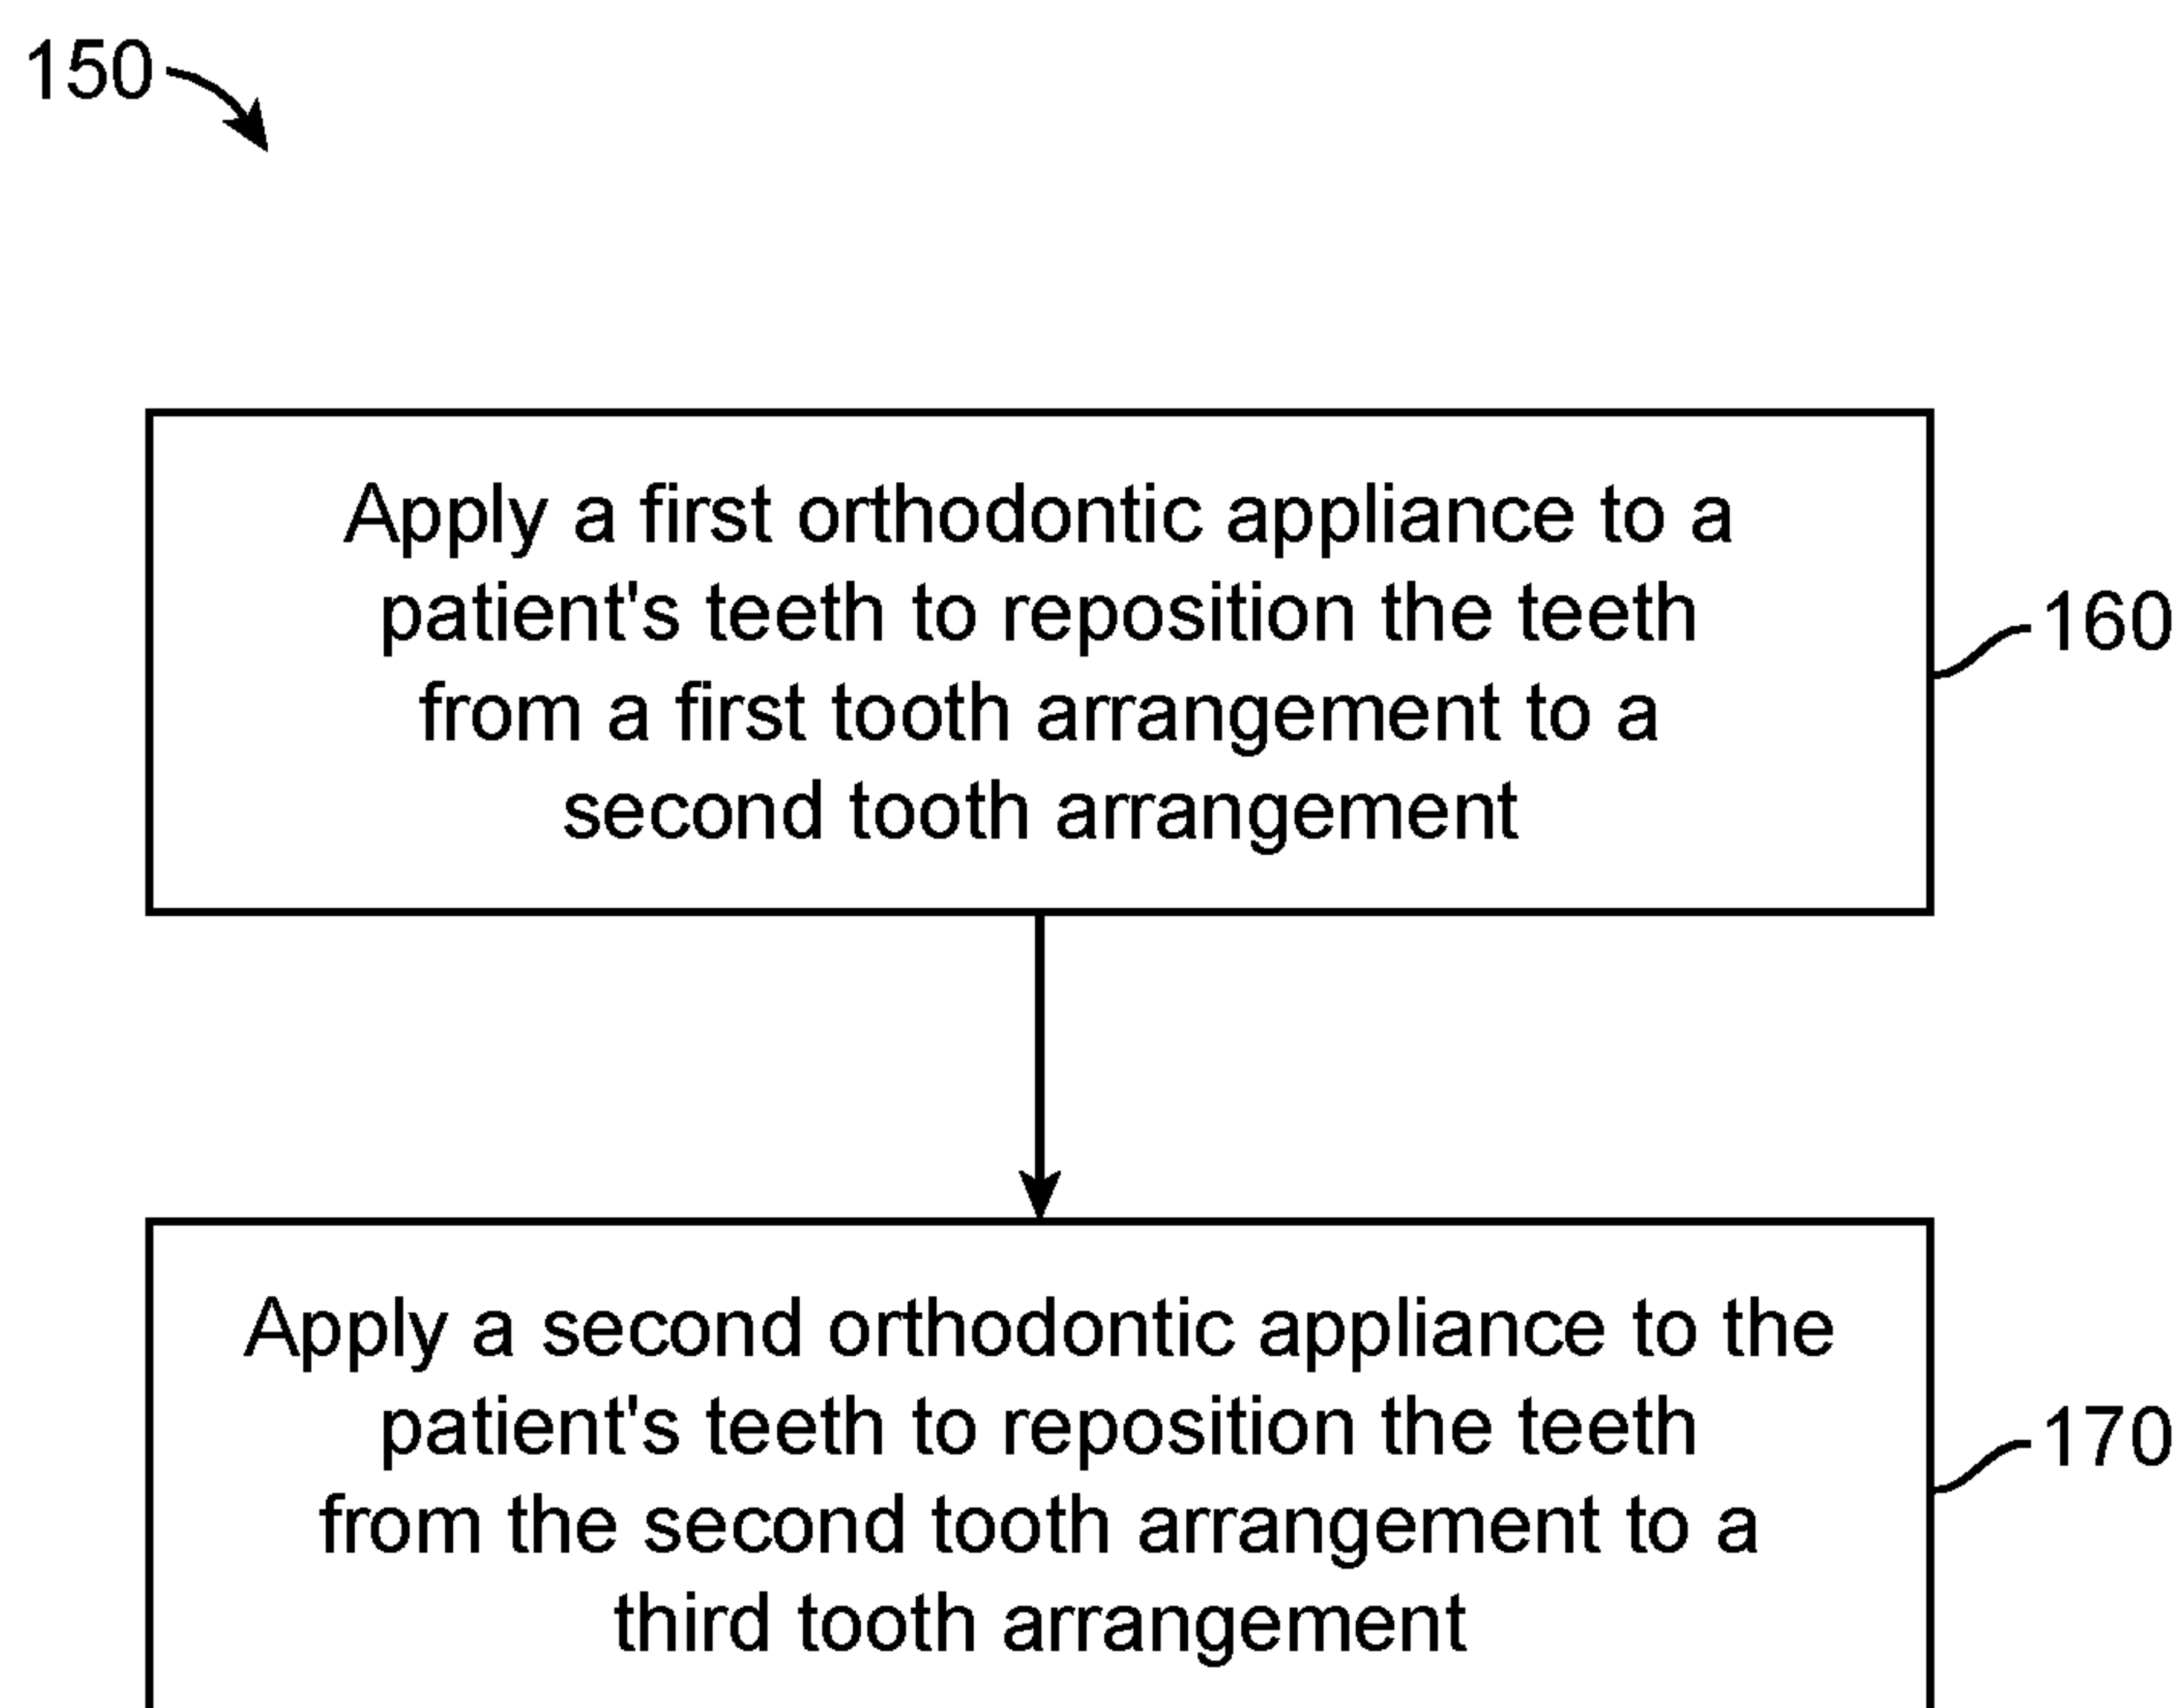 150
Apply a first orthodontic appliance to a
patient's teeth to reposition the teeth
from a first tooth arrangement to a
second tooth arrangement
160
Apply a second orthodontic appliance to the
patient's teeth to reposition the teeth
from the second tooth arrangement to a
third tooth arrangement
170